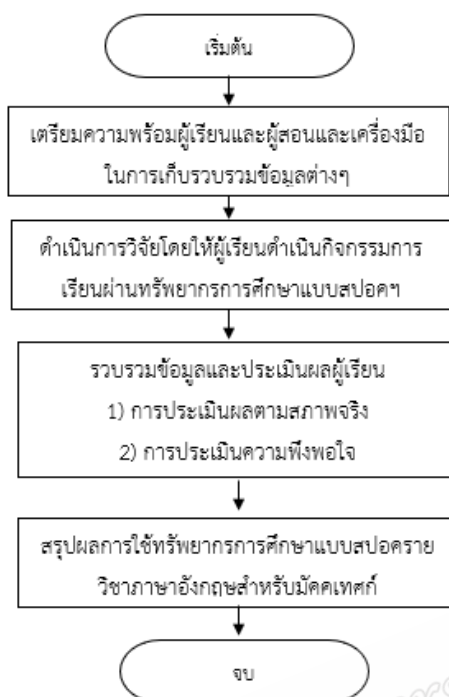 เริ่มต้น
เตรียมความพร้อมผู้เรียนและผู้สอนและเครื่องมือ
ในการเก็บรวบรวมข้อมูลต่างๆ
ดำเนินการวิจัยโดยให้ผู้เรียนดำเนินกิจกรรมการ
เรียนผ่านทรัพยากรการศึกษาแบบสปอคฯ
รวบรวมข้อมูลและประเมินผลผู้เรียน
1) การประเมินผลตามสภาพจริง
2) การประเมินความพึงพอใจ
สรุปผลการใช้ทรัพยากรการศึกษาแบบสปอคราย
วิชาภาษาอังกฤษสำหรับมัคคเทศก์
จบ